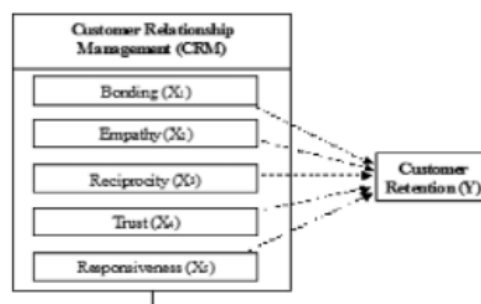 Customer Relationship
Management (CRM)
Bonding (X₁)
Empathy (X₂)
Reciprocity (X³)
Trust (X₄)
Responsiveness (X₅)
Customer
Retention (Y)